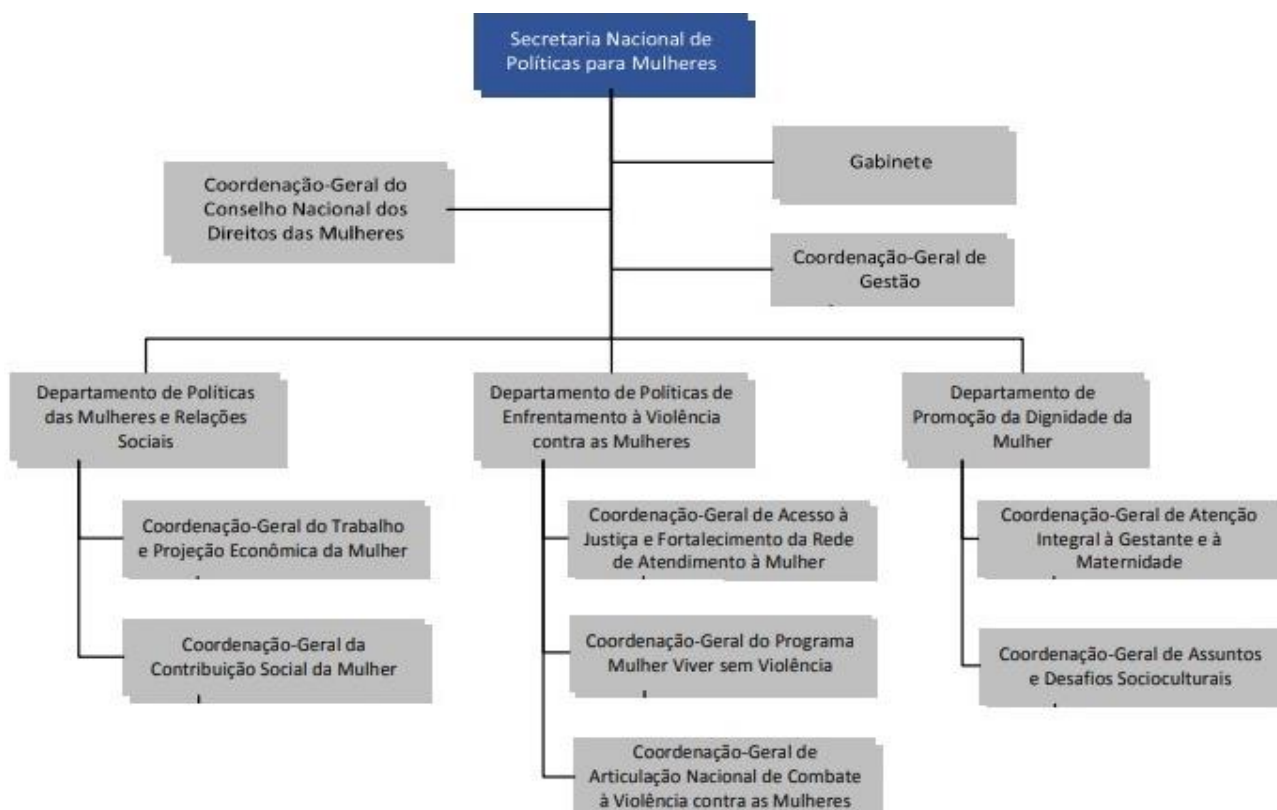 Secretaria Nacional de
Políticas para Mulheres
Gabinete
Coordenação-Geral do
Conselho Nacional dos
Direitos das Mulheres
Coordenação-Geral de
Gestão
Departamento de Políticas
das Mulheres e Relações
Sociais
Departamento de Políticas de
Enfrentamento à Violência
contra as Mulheres
Departamento de
Promoção da Dignidade da
Mulher
Coordenação-Geral do Trabalho
e Projeção Econômica da Mulher
Coordenação-Geral de Acesso à
Justiça e Fortalecimento da Rede
de Atendimento à Mulher
Coordenação-Geral de Atenção
Integral à Gestante e à
Maternidade
Coordenação-Geral da
Contribuição Social da Mulher
Coordenação-Geral do Programa
Mulher Viver sem Violência
Coordenação-Geral de Assuntos
e Desafios Socioculturais
Coordenação-Geral de
Articulação Nacional de Combate
à Violência contra as Mulheres